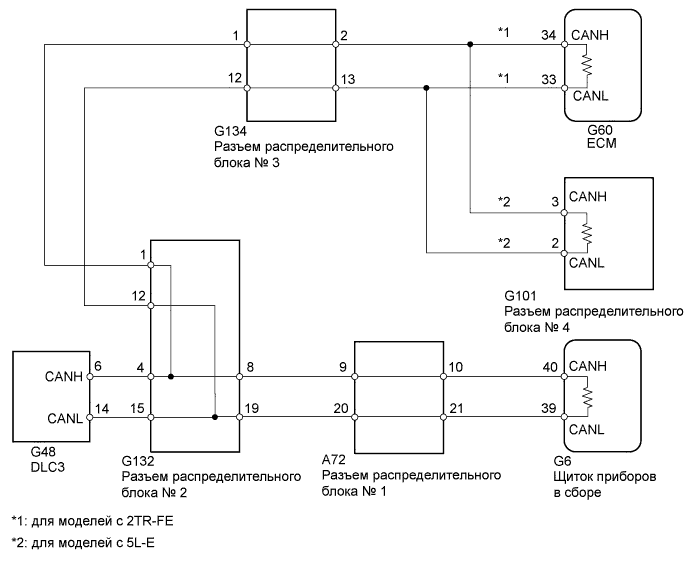 1
2
*1
34
CANH
12
13
*1
33
CANL
G134
Разъем распределительного
блока № 3
G60
ECM
*2
3
CANH
*2
2
CANL
G101
Разъем распределительного
блока № 4
1
12
6
4
8
9
10
40
CANH
CANH
CANL
14
15
19
20
21
39
CANL
G48
DLC3
G132
Разъем распределительного
блока № 2
A72
Разъем распределительного
блока № 1
G6
Щиток приборов
в сборе
*1: для моделей с 2TR-FE
*2: для моделей с 5L-E